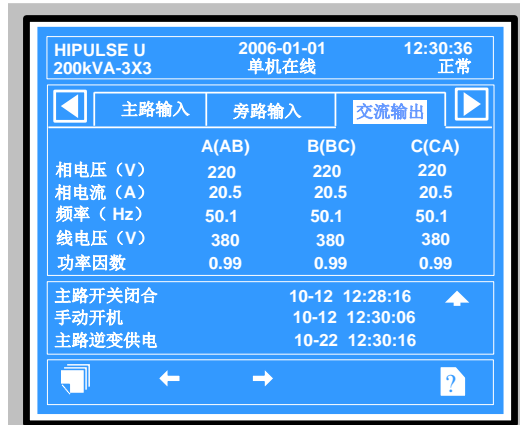 HIPULSE U 2006-01-01 12:30:36
200kVA-3X3 单机在线 正常
主路输入 旁路输入 交流输出
A(AB) B(BC) C(CA)
相电压（V） 220 220 220
相电流（A） 20.5 20.5 20.5
频率（ Hz） 50.1 50.1 50.1
线电压（V） 380 380 380
功率因数 0.99 0.99 0.99
主路开关闭合 10-12 12:28:16
手动开机 10-12 12:30:06
主路逆变供电 10-22 12:30:16
?